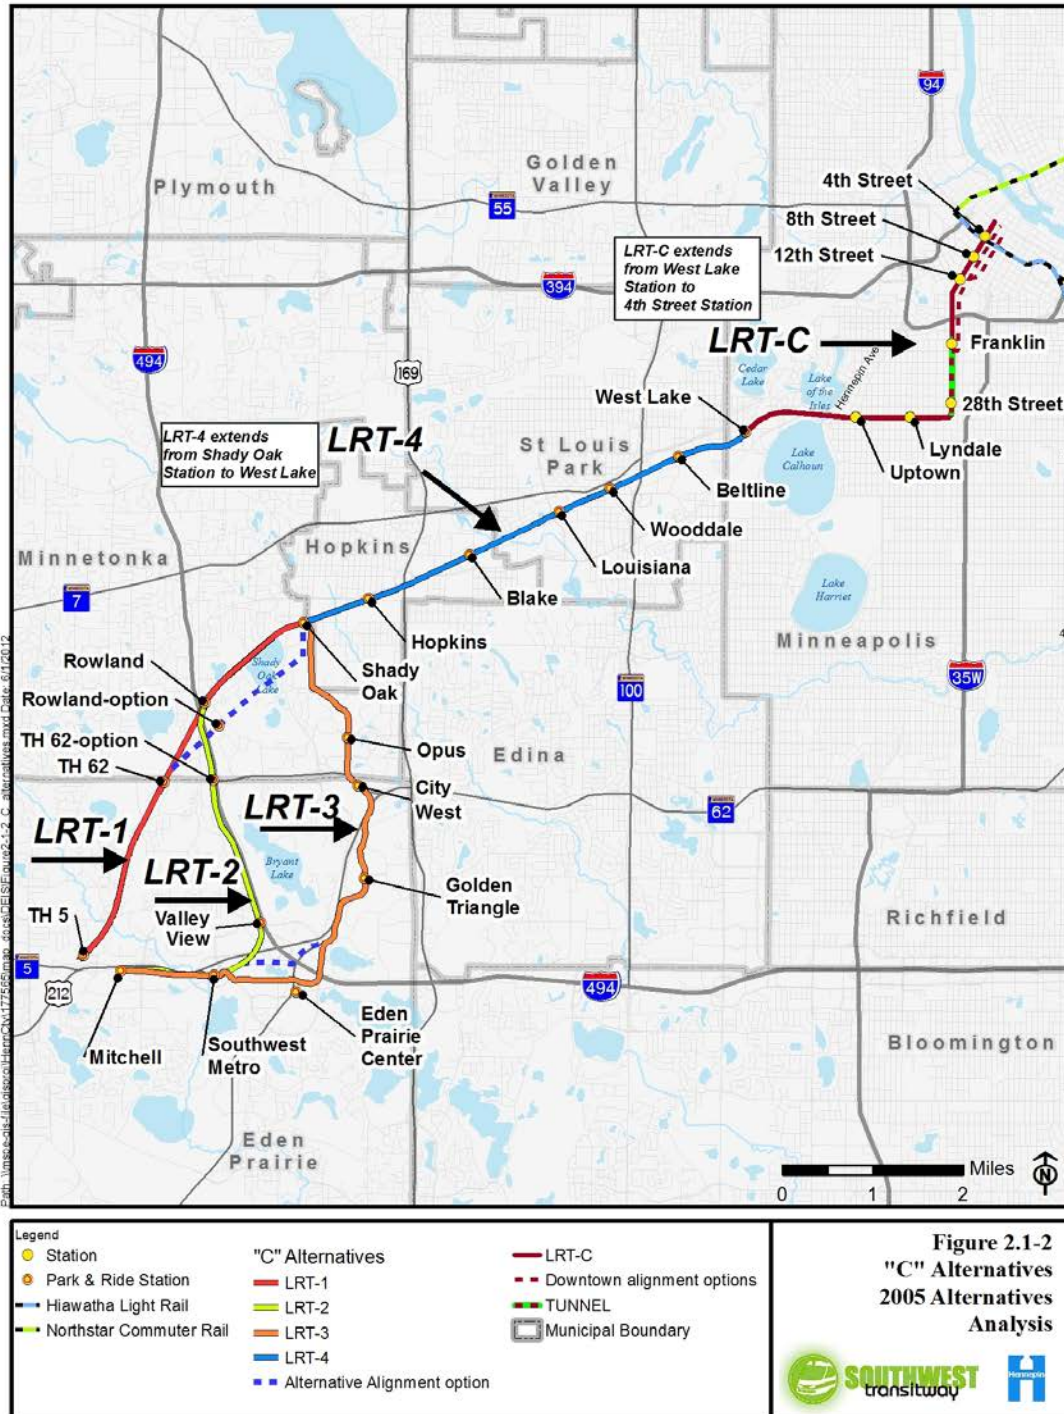 94
Golden
Valley
Plymouth
55
4th Street
8th Street
12th Street
LRT-C extends
from West Lake
Station to
4th Street Station
394
LRT-C
Franklin
494
169
Cedar
Lake
Lake
of the
Isles
Hennepin Ave
28th Street
West Lake
LRT-4 extends
from Shady Oak
Station to West Lake
LRT-4
St Louis
Park
Lake
Calhoun
Lyndale
Uptown
Beltline
Wooddale
Louisiana
Minnetonka
Hopkins
Blake
7
Lake
Harriet
Hopkins
Minneapolis
Rowland
Shady
Oak
Lake
Shady
Oak
Rowland-option
100
35W
TH 62-option
TH 62
Opus
Edina
City
West
62
LRT-3
LRT-1
LRT-2
Bryant
Lake
Golden
Triangle
Valley
View
TH 5
Richfield
5
212
494
Mitchell
Southwest
Metro
Eden
Prairie
Center
Bloomington
Eden
Prairie
Miles
0 1 2
N
Legend
Station
Park & Ride Station
Hiawatha Light Rail
Northstar Commuter Rail
"C" Alternatives
LRT-1
LRT-2
LRT-3
LRT-4
Alternative Alignment option
LRT-C
Downtown alignment options
TUNNEL
Municipal Boundary
Figure 2.1-2
"C" Alternatives
2005 Alternatives
Analysis
SOUTHWEST
transitway
Hennepin